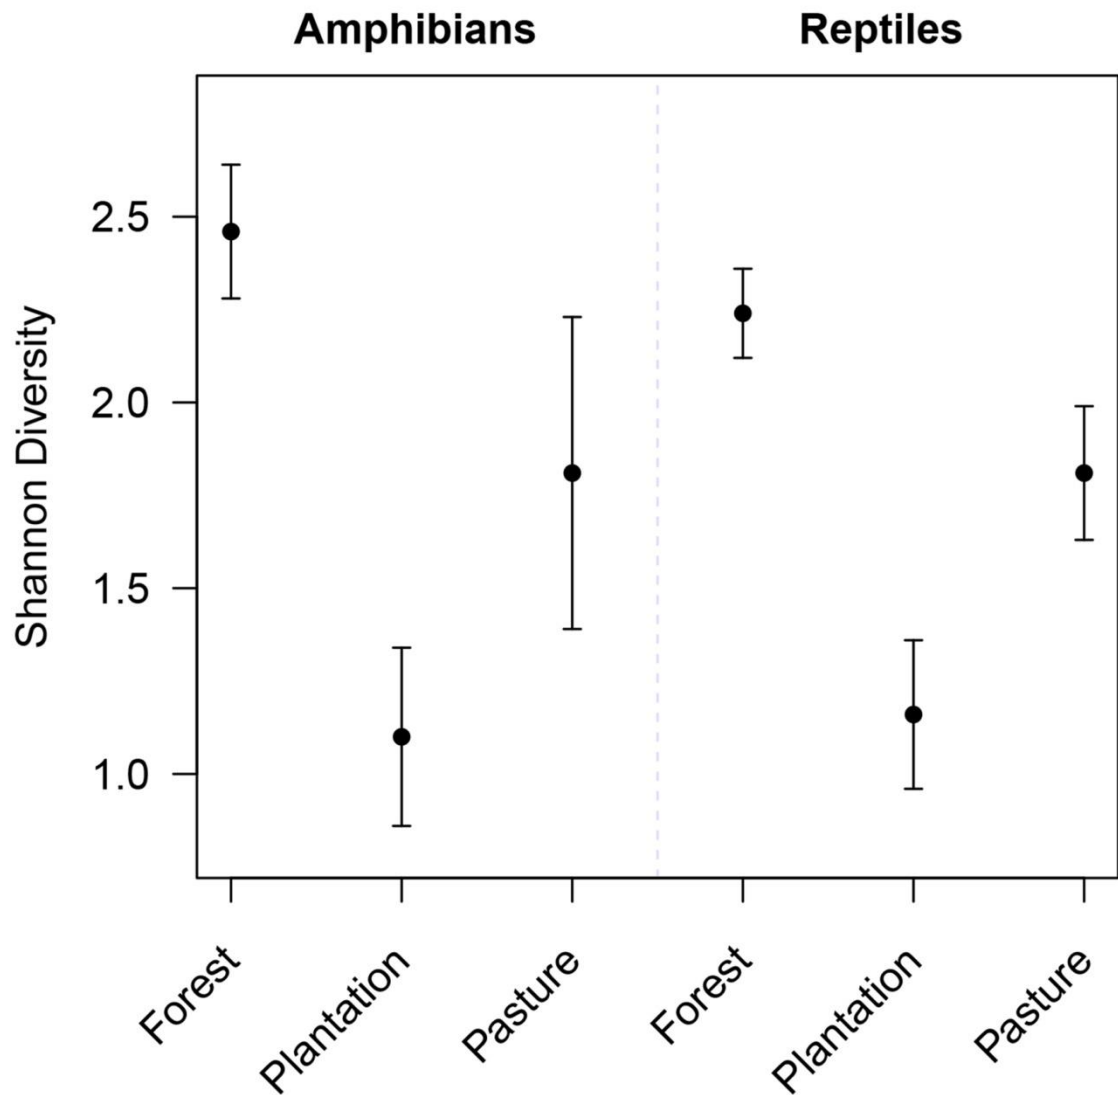 Amphibians Reptiles
Shannon Diversity
2.5
2.0
1.5
1.0
Forest
Plantation
Pasture
Forest
Plantation
Pasture